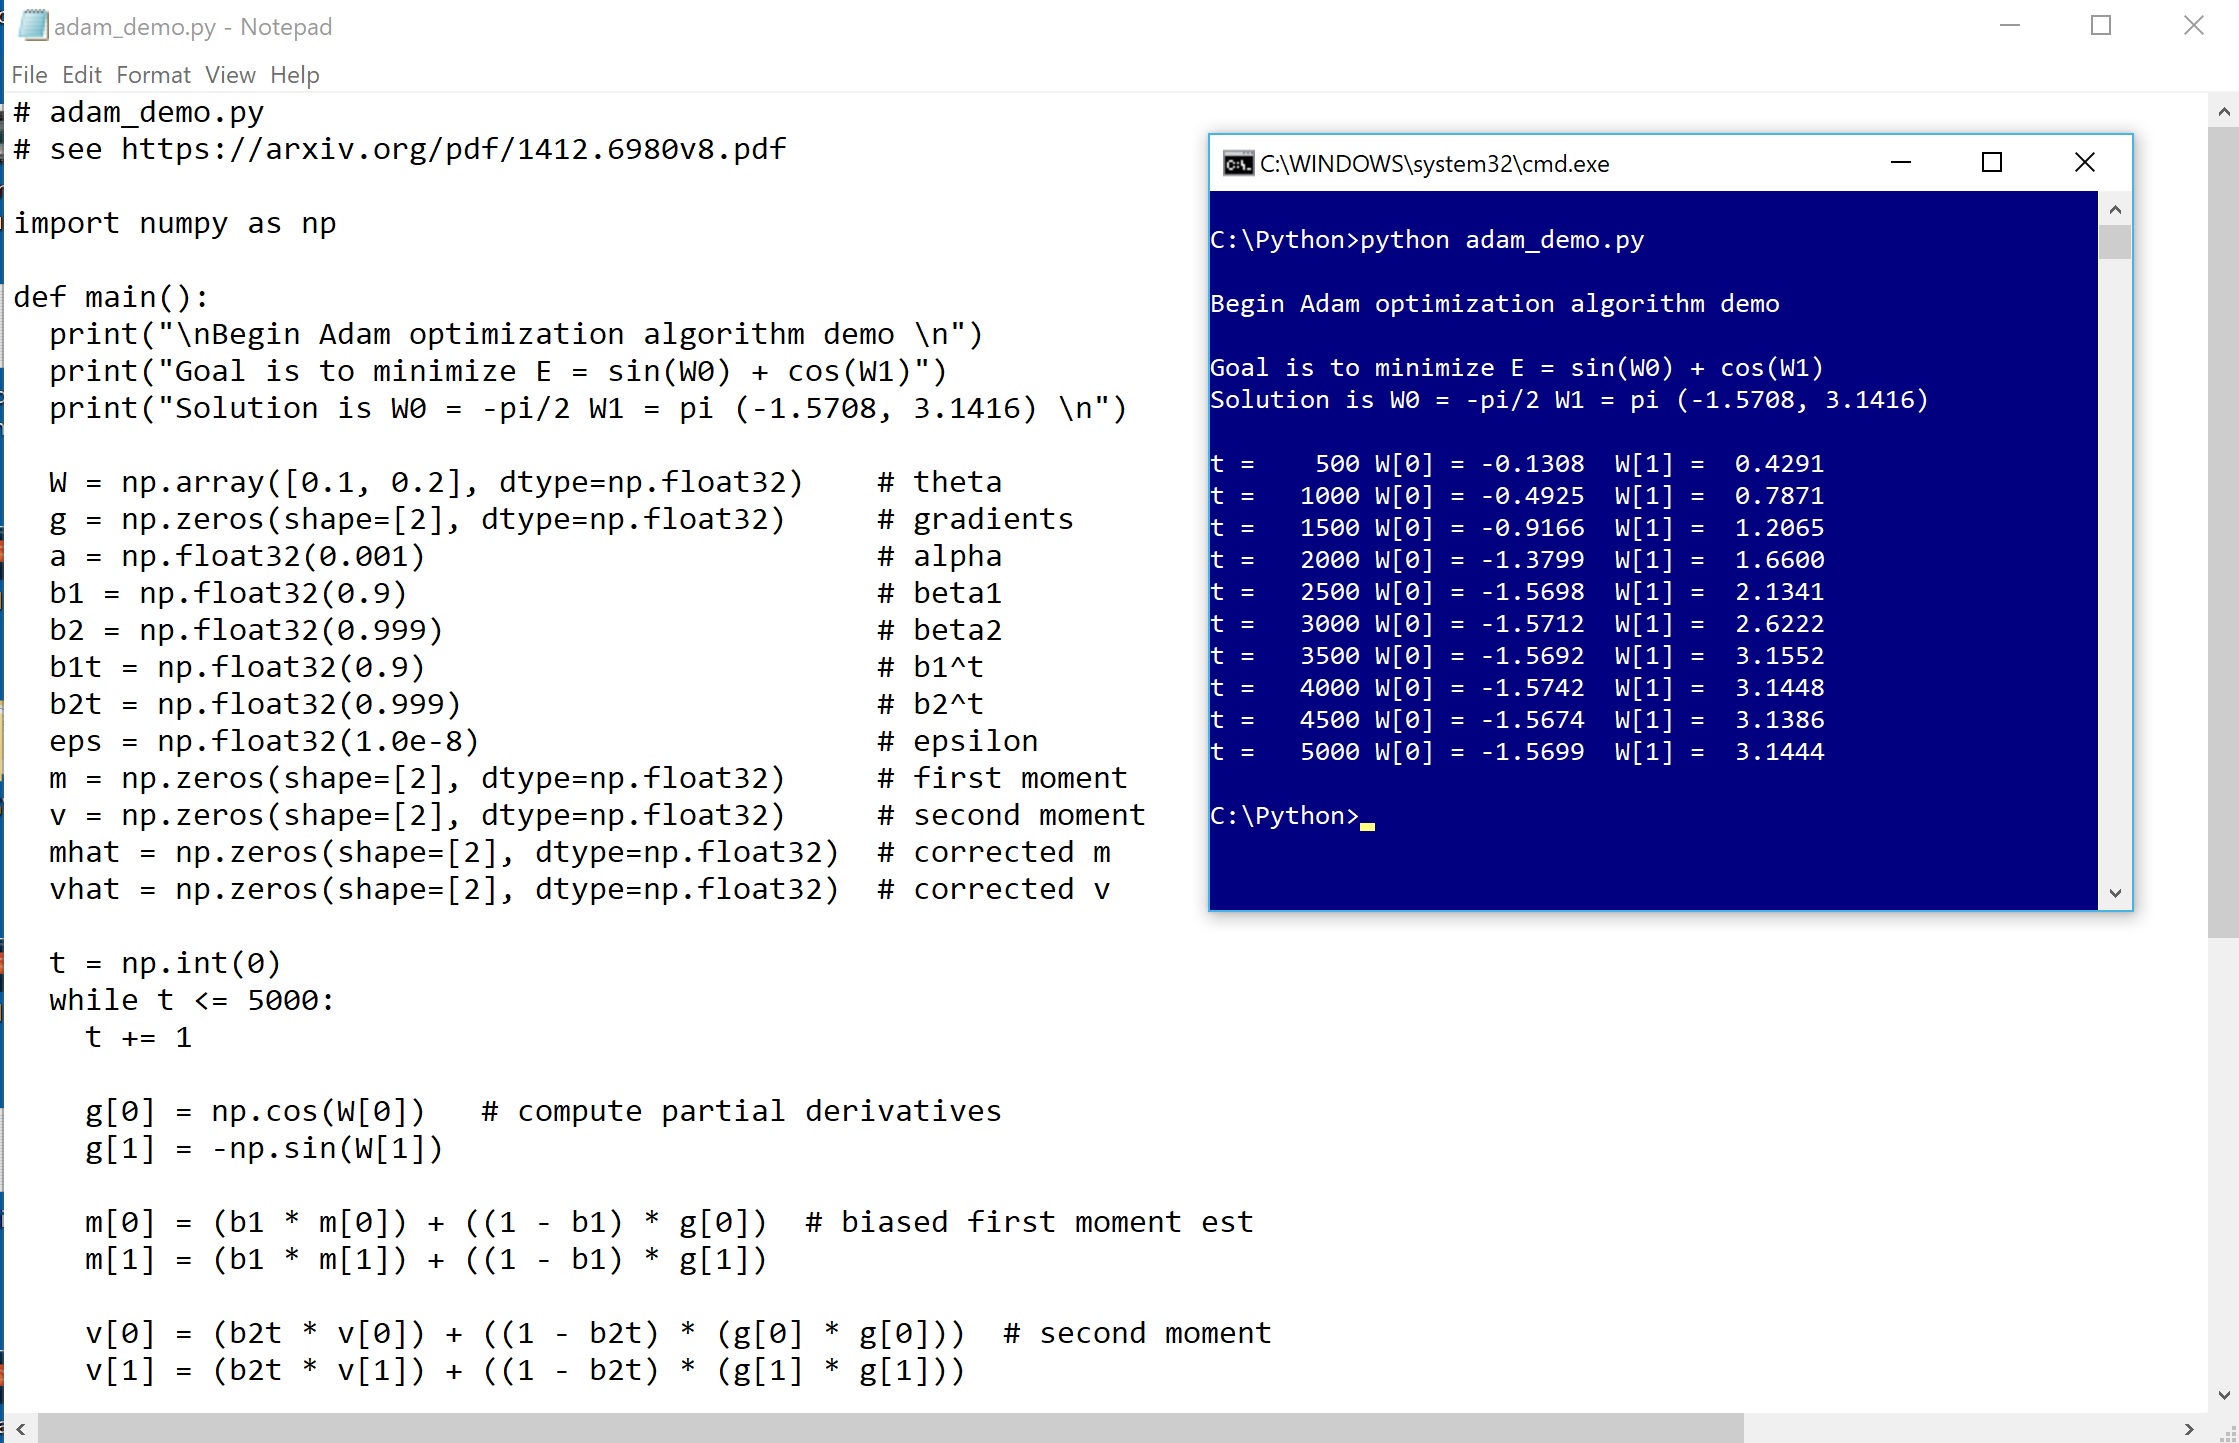 adam_demo.py - Notepad
File Edit Format View Help
# adam_demo.py
# see https://arxiv.org/pdf/1412.6980v8.pdf
import numpy as np
def main():
  print("\nBegin Adam optimization algorithm demo \n")
  print("Goal is to minimize E = sin(W0) + cos(W1)")
  print("Solution is W0 = -pi/2 W1 = pi (-1.5708, 3.1416) \n")
  W = np.array([0.1, 0.2], dtype=np.float32)    # theta
  g = np.zeros(shape=[2], dtype=np.float32)     # gradients
  a = np.float32(0.001)                         # alpha
  b1 = np.float32(0.9)                          # beta1
  b2 = np.float32(0.999)                        # beta2
  b1t = np.float32(0.9)                         # b1^t
  b2t = np.float32(0.999)                       # b2^t
  eps = np.float32(1.0e-8)                      # epsilon
  m = np.zeros(shape=[2], dtype=np.float32)     # first moment
  v = np.zeros(shape=[2], dtype=np.float32)     # second moment
  mhat = np.zeros(shape=[2], dtype=np.float32)  # corrected m
  vhat = np.zeros(shape=[2], dtype=np.float32)  # corrected v
  t = np.int(0)
  while t <= 5000:
    t += 1
    g[0] = np.cos(W[0])   # compute partial derivatives
    g[1] = -np.sin(W[1])
    m[0] = (b1 * m[0]) + ((1 - b1) * g[0])  # biased first moment est
    m[1] = (b1 * m[1]) + ((1 - b1) * g[1])
    v[0] = (b2t * v[0]) + ((1 - b2t) * (g[0] * g[0]))  # second moment
    v[1] = (b2t * v[1]) + ((1 - b2t) * (g[1] * g[1]))
C:\WINDOWS\system32\cmd.exe
C:\Python>python adam_demo.py
Begin Adam optimization algorithm demo
Goal is to minimize E = sin(W0) + cos(W1)
Solution is W0 = -pi/2 W1 = pi (-1.5708, 3.1416)
t =    500 W[0] = -0.1308  W[1] =  0.4291
t =   1000 W[0] = -0.4925  W[1] =  0.7871
t =   1500 W[0] = -0.9166  W[1] =  1.2065
t =   2000 W[0] = -1.3799  W[1] =  1.6600
t =   2500 W[0] = -1.5698  W[1] =  2.1341
t =   3000 W[0] = -1.5712  W[1] =  2.6222
t =   3500 W[0] = -1.5692  W[1] =  3.1552
t =   4000 W[0] = -1.5742  W[1] =  3.1448
t =   4500 W[0] = -1.5674  W[1] =  3.1386
t =   5000 W[0] = -1.5699  W[1] =  3.1444
C:\Python>